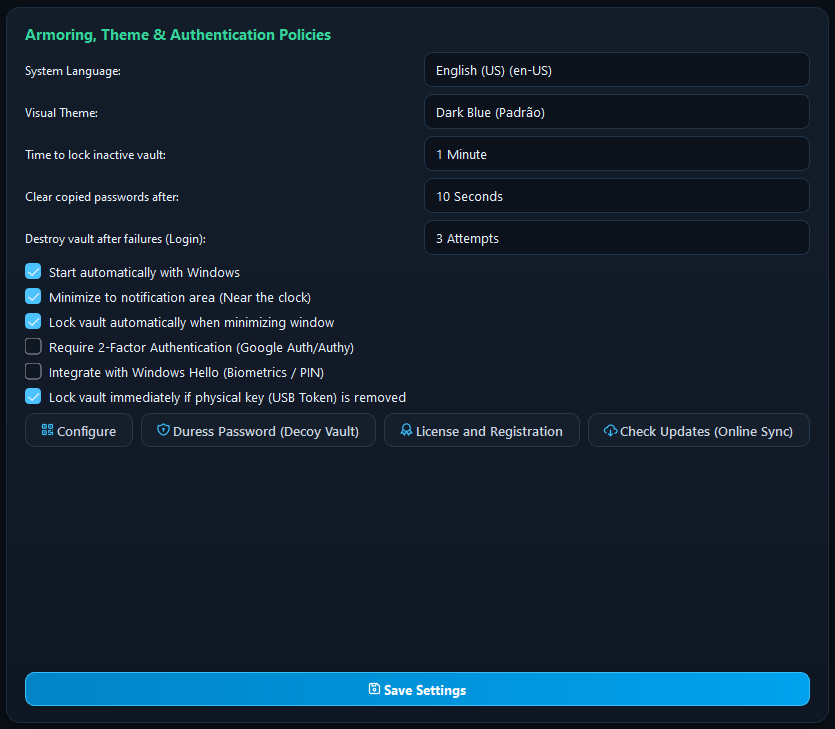 Armoring, Theme & Authentication Policies
System Language: English (US) (en-US)
Visual Theme: Dark Blue (Padrão)
Time to lock inactive vault: 1 Minute
Clear copied passwords after: 10 Seconds
Destroy vault after failures (Login): 3 Attempts
Start automatically with Windows
Minimize to notification area (Near the clock)
Lock vault automatically when minimizing window
Require 2-Factor Authentication (Google Auth/Authy)
Integrate with Windows Hello (Biometrics / PIN)
Lock vault immediately if physical key (USB Token) is removed
Configure Duress Password (Decoy Vault) License and Registration Check Updates (Online Sync)
Save Settings